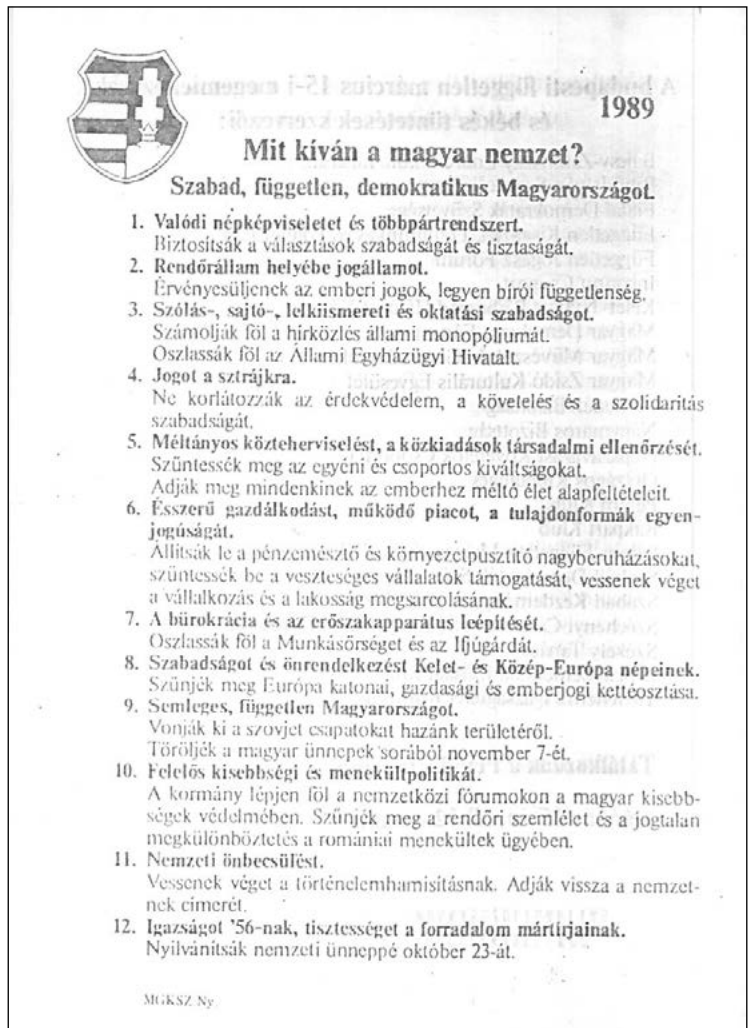 1989
Mit kíván a magyar nemzet?
Szabad, független, demokratikus Magyarországot.
1. Valódi népképviseletet és többpártrendszert.
Biztosítsák a választások szabadságát és tisztaságát.
2. Rendőrállam helyébe jogállamot.
Érvényesüljenek az emberi jogok, legyen bírói függetlenség.
3. Szólás-, sajtó-, lelkiismereti és oktatási szabadságot.
Számolják föl a hírközlés állami monopóliumát.
Oszlassák föl az Állami Egyházügyi Hivatalt.
4. Jogot a sztrájkra.
Ne korlátozzák az érdekvédelem, a követelés és a szolidaritás
szabadságát.
5. Méltányos közteherviselést, a közkiadások társadalmi ellenőrzését.
Szűntessék meg az egyéni és csoportos kiváltságokat.
Adják meg mindenkinek az emberhez méltó élet alapfeltételeit.
6. Ésszerű gazdálkodást, működő piacot, a tulajdonformák egyen-
jogúságát.
Állítsák le a pénzemésztő és környezetpusztító nagyberuházásokat,
szűntessék be a veszteséges vállalatok támogatását, vessenek véget
a vállalkozás és a lakosság megsarcolásának.
7. A bürokrácia és az erőszakapparátus leépítését.
Oszlassák föl a Munkásőrséget és az Ifjúgárdát.
8. Szabadságot és önrendelkezést Kelet- és Közép-Európa népeinek.
Szűnjék meg Európa katonai, gazdasági és emberjogi kettéosztása.
9. Semleges, független Magyarországot.
Vonják ki a szovjet csapatokat hazánk területéről.
Töröljék a magyar ünnepek sorából november 7-ét.
10. Felelős kisebbségi és menekültpolitikát.
A kormány lépjen föl a nemzetközi fórumokon a magyar kisebb-
ségek védelmében. Szűnjék meg a rendőri szemlélet és a jogtalan
megkülönböztetés a romániai menekültek ügyében.
11. Nemzeti önbecsülést.
Vessenek véget a történelemhamisításnak. Adják vissza a nemzet-
nek címerét.
12. Igazságot '56-nak, tisztességet a forradalom mártírjainak.
Nyilvánítsák nemzeti ünneppé október 23-át.
MGKSZ Ny.